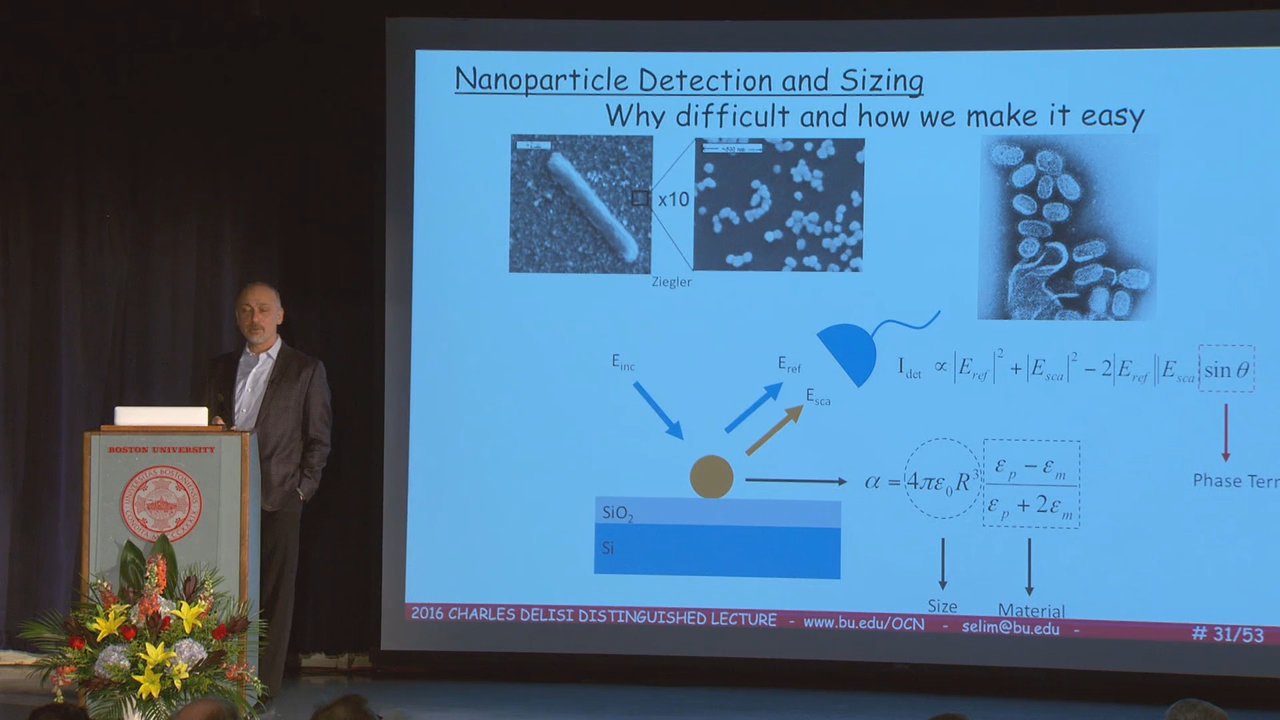 Nanoparticle Detection and Sizing
Why difficult and how we make it easy
x10
Ziegler
E_inc
E_ref
E_sca
I_det ∝ |E_ref|² + |E_sca|² − 2|E_ref||E_sca| sin θ
Phase Term
α = 4πε₀R³ (ε_p − ε_m) / (ε_p + 2ε_m)
SiO₂
Si
Size
Material
2016 CHARLES DELISI DISTINGUISHED LECTURE - www.bu.edu/OCN - selim@bu.edu - # 31/53
BOSTON UNIVERSITY